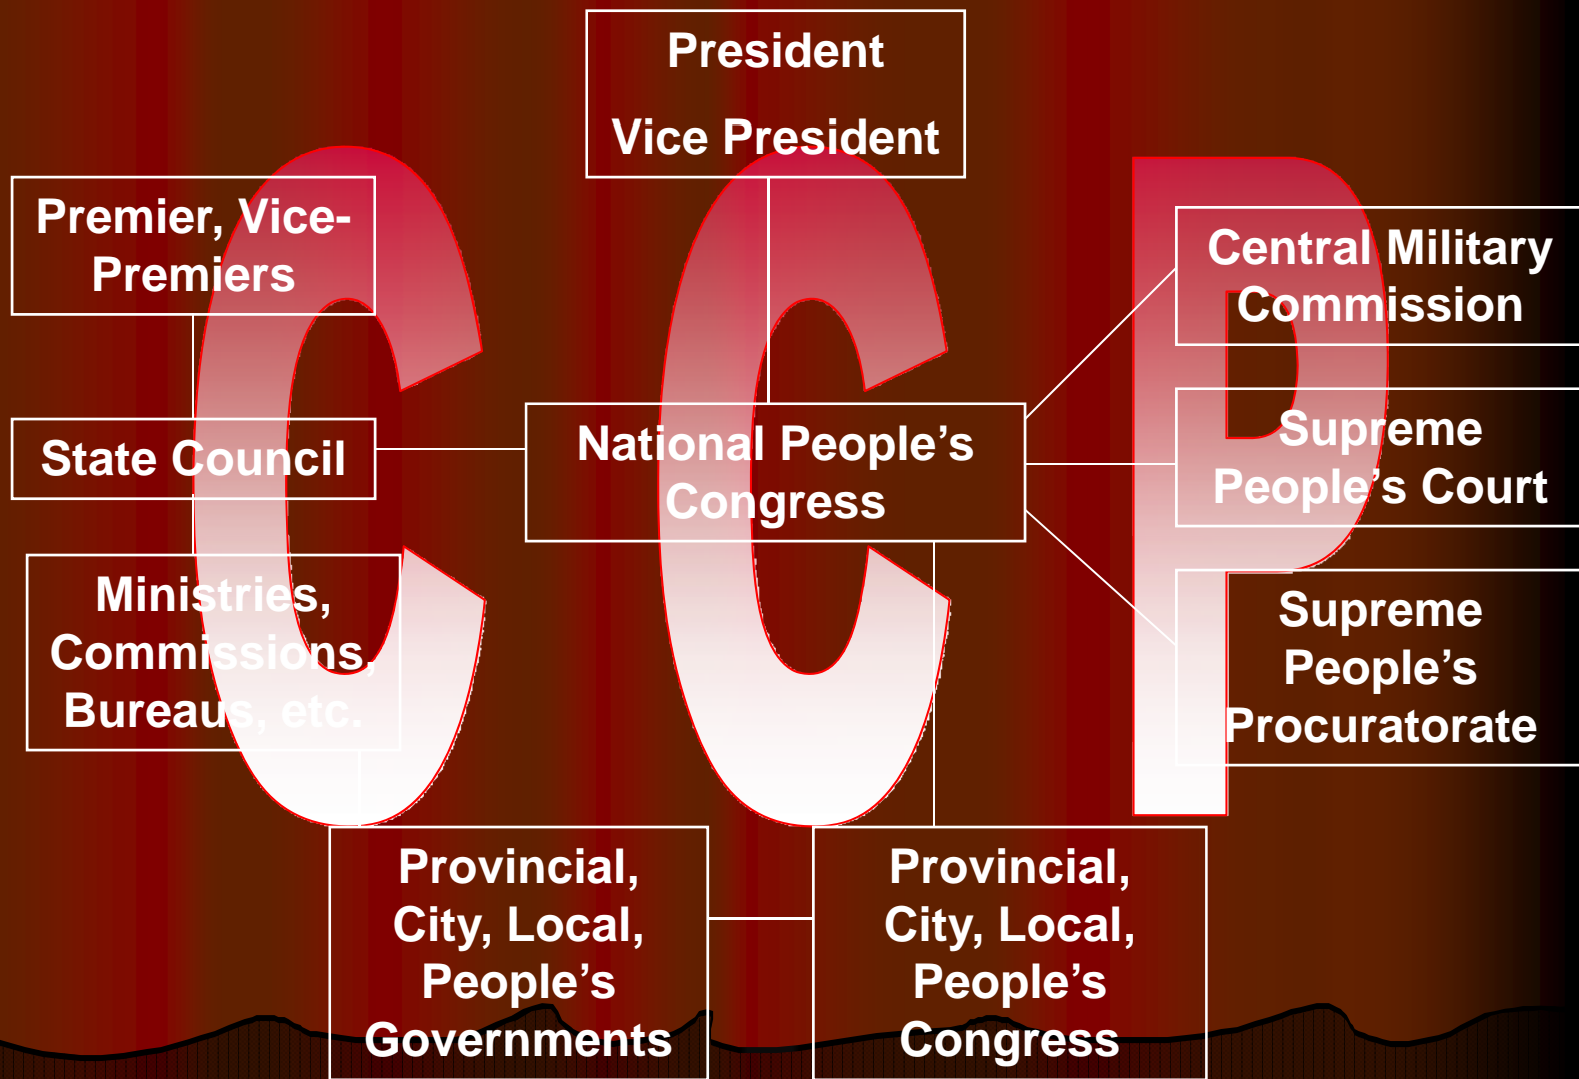 President
Vice President
Premier, Vice-
Premiers
Central Military
Commission
State Council
National People’s
Congress
Supreme
People’s Court
Ministries,
Commissions,
Bureaus, etc.
Supreme
People’s
Procuratorate
Provincial,
City, Local,
People’s
Governments
Provincial,
City, Local,
People’s
Congress
CCP